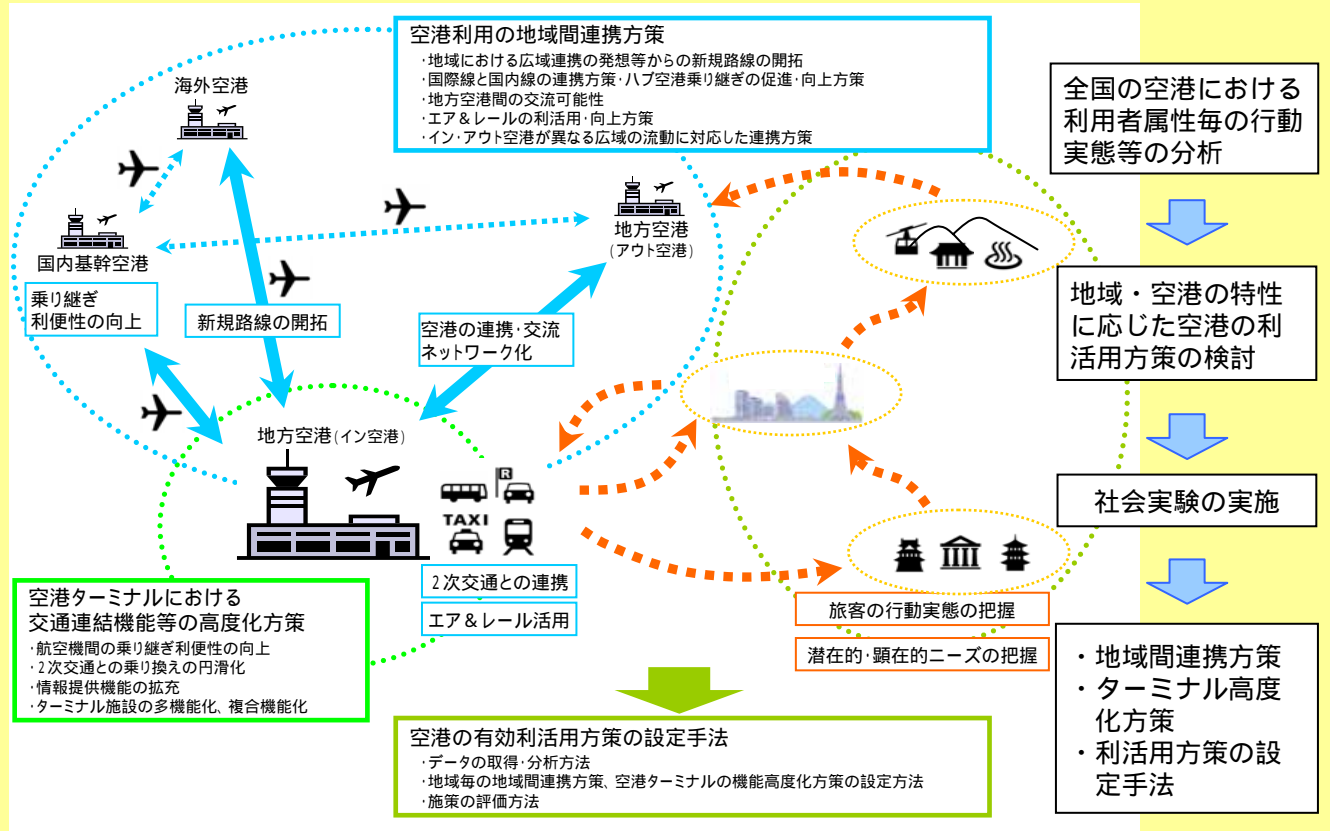 空港利用の地域間連携方策
・地域における広域連携の発想等からの新規路線の開拓
・国際線と国内線の連携方策・ハブ空港乗り継ぎの促進・向上方策
・地方空港間の交流可能性
・エア＆レールの利活用・向上方策
・イン・アウト空港が異なる広域の流動に対応した連携方策
海外空港
国内基幹空港
乗り継ぎ
利便性の向上
新規路線の開拓
地方空港
(アウト空港)
空港の連携・交流
ネットワーク化
地方空港(イン空港)
R
TAXI
2次交通との連携
エア＆レール活用
空港ターミナルにおける
交通連結機能等の高度化方策
・航空機間の乗り継ぎ利便性の向上
・2次交通との乗り換えの円滑化
・情報提供機能の拡充
・ターミナル施設の多機能化、複合機能化
旅客の行動実態の把握
潜在的・顕在的ニーズの把握
空港の有効利活用方策の設定手法
・データの取得・分析方法
・地域毎の地域間連携方策、空港ターミナルの機能高度化方策の設定方法
・施策の評価方法
全国の空港における
利用者属性毎の行動
実態等の分析
地域・空港の特性
に応じた空港の利
活用方策の検討
社会実験の実施
・地域間連携方策
・ターミナル高度
化方策
・利活用方策の設
定手法